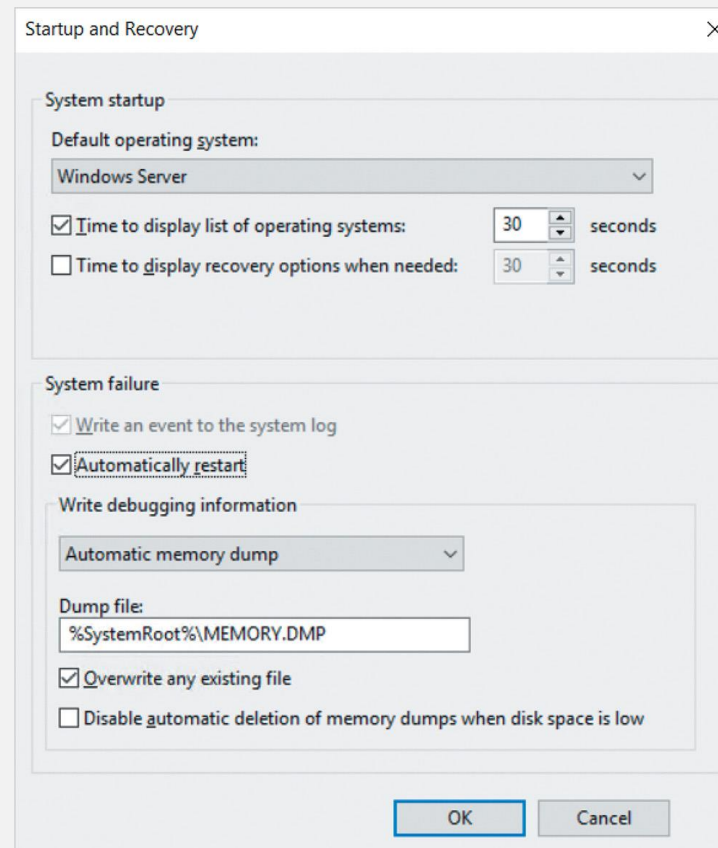 Startup and Recovery
System startup
Default operating system:
Windows Server
Time to display list of operating systems: 30 seconds
Time to display recovery options when needed: 30 seconds
System failure
Write an event to the system log
Automatically restart
Write debugging information
Automatic memory dump
Dump file:
%SystemRoot%\MEMORY.DMP
Overwrite any existing file
Disable automatic deletion of memory dumps when disk space is low
OK Cancel